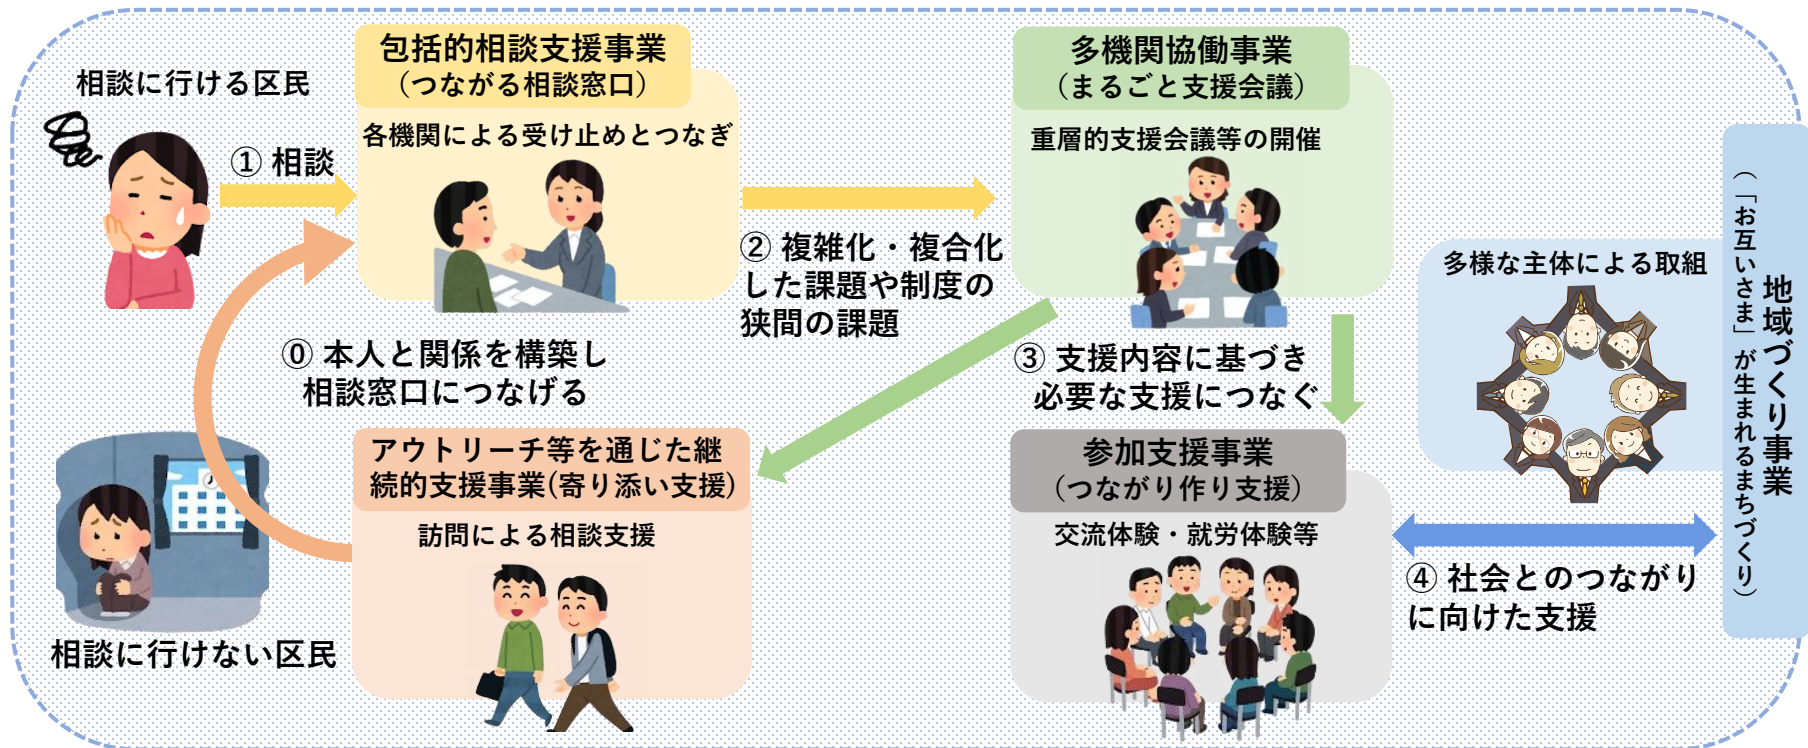 相談に行ける区民
① 相談
包括的相談支援事業
(つながる相談窓口)
各機関による受け止めとつなぎ
② 複雑化・複合化
した課題や制度の
狭間の課題
多機関協働事業
(まるごと支援会議)
重層的支援会議等の開催
⓪ 本人と関係を構築し
相談窓口につなげる
③ 支援内容に基づき
必要な支援につなぐ
相談に行けない区民
アウトリーチ等を通じた継
続的支援事業(寄り添い支援)
訪問による相談支援
参加支援事業
(つながり作り支援)
交流体験・就労体験等
④ 社会とのつながり
に向けた支援
多様な主体による取組
地域づくり事業
(「お互いさま」が生まれるまちづくり)